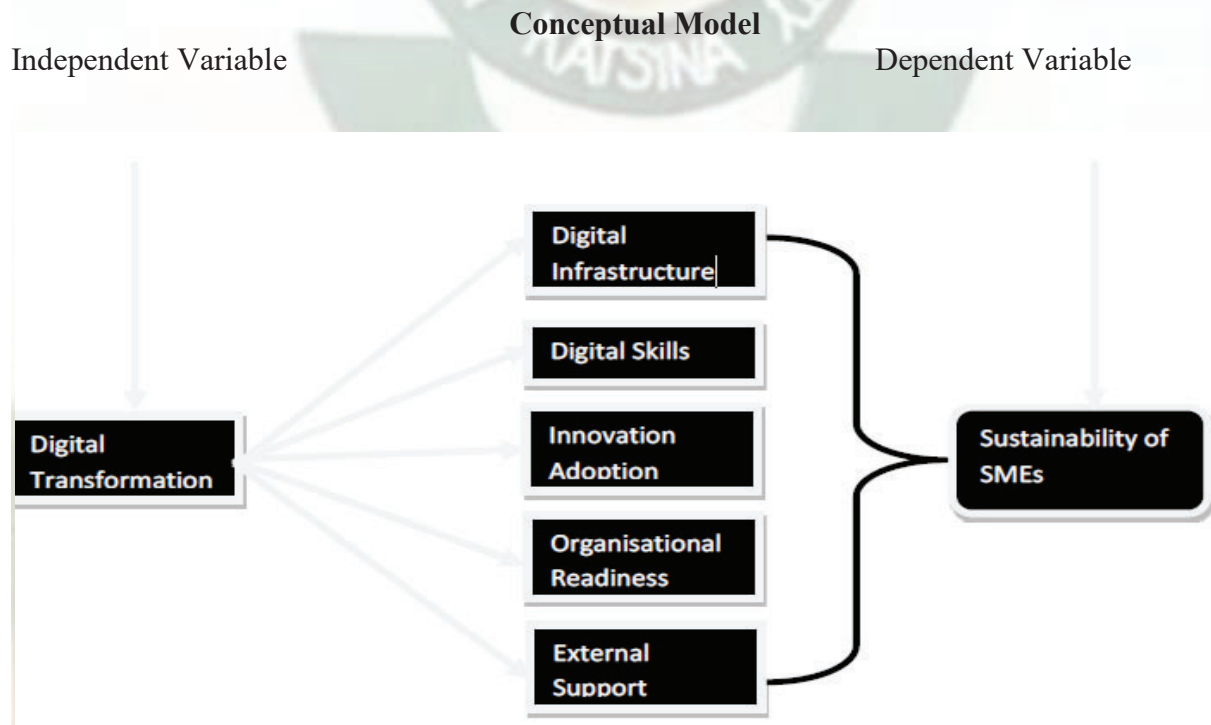 Conceptual Model
KATSINA
Independent Variable
Dependent Variable
Digital
Infrastructure
Digital Skills
Innovation
Adoption
Organisational
Readiness
External
Support
Digital
Transformation
Sustainability of
SMEs